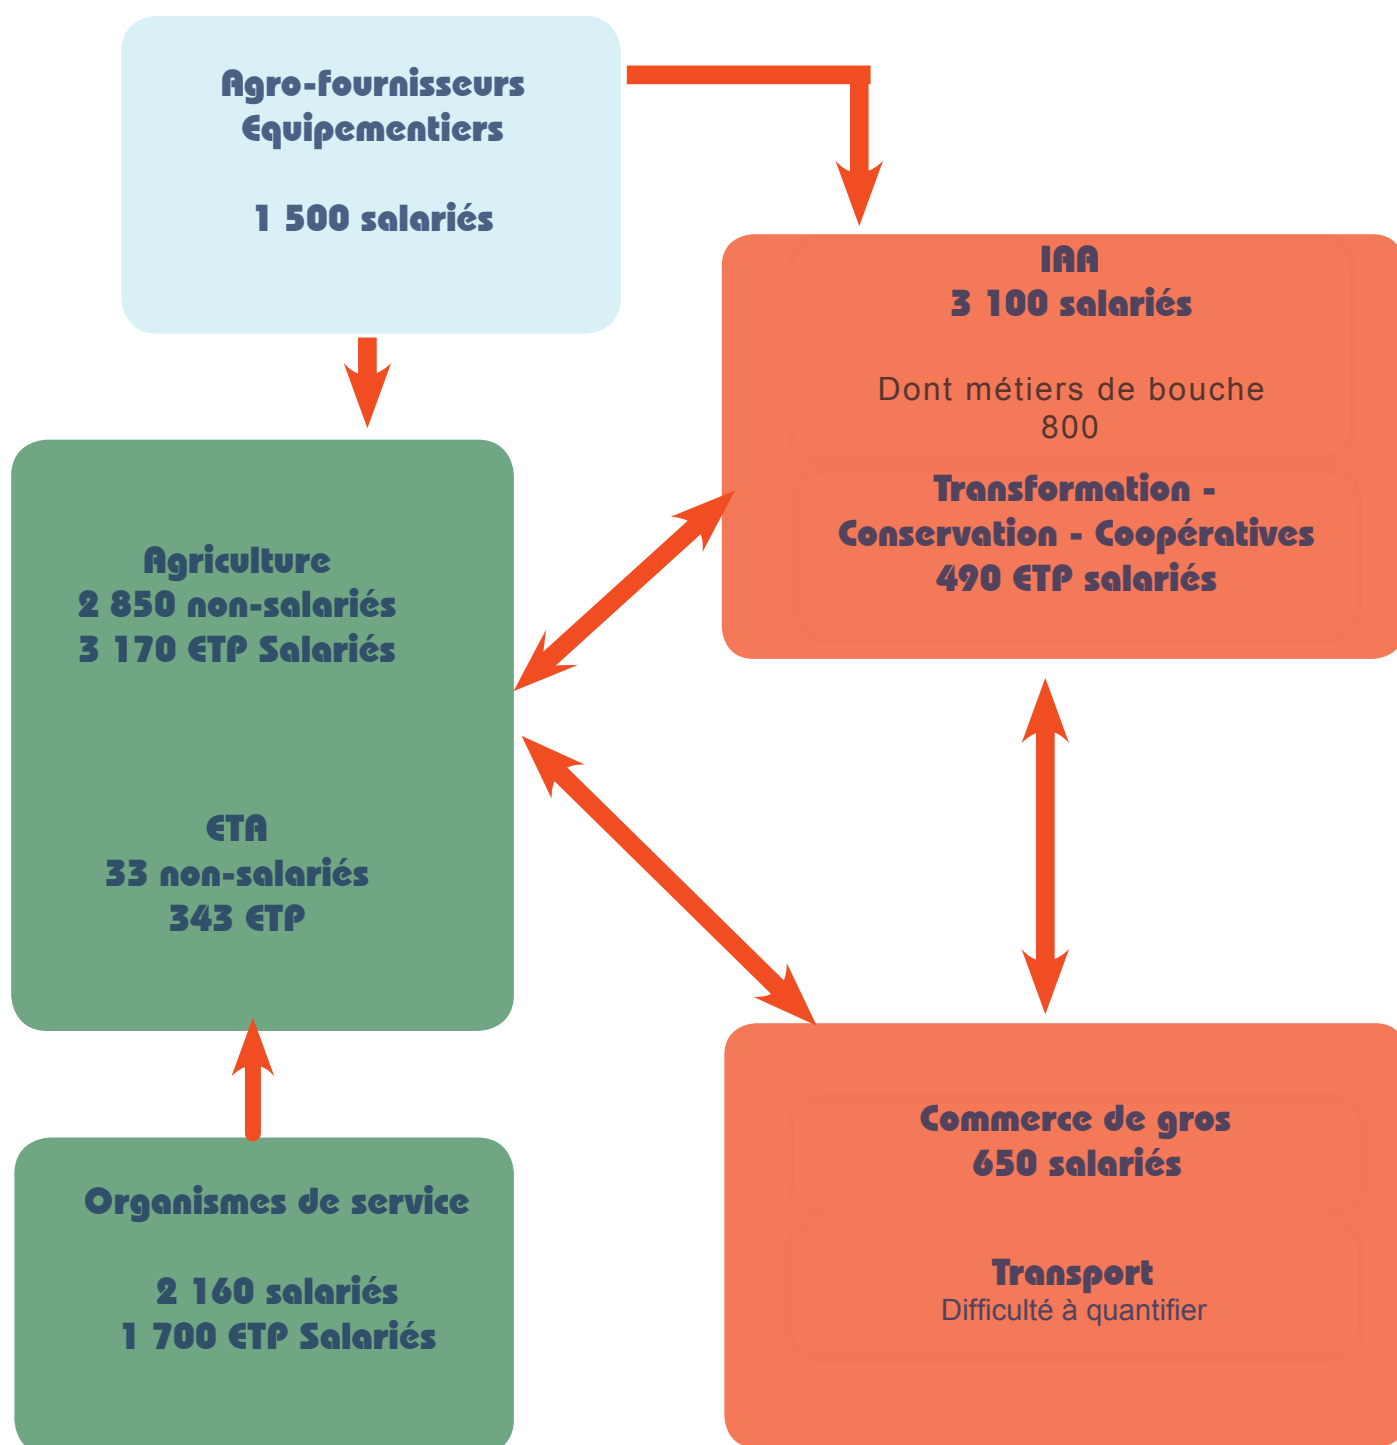 Agro-fournisseurs
Equipementiers
1 500 salariés
IAA
3 100 salariés
Dont métiers de bouche
800
Transformation -
Conservation - Coopératives
490 ETP salariés
Agriculture
2 850 non-salariés
3 170 ETP Salariés
ETA
33 non-salariés
343 ETP
Organismes de service
2 160 salariés
1 700 ETP Salariés
Commerce de gros
650 salariés
Transport
Difficulté à quantifier